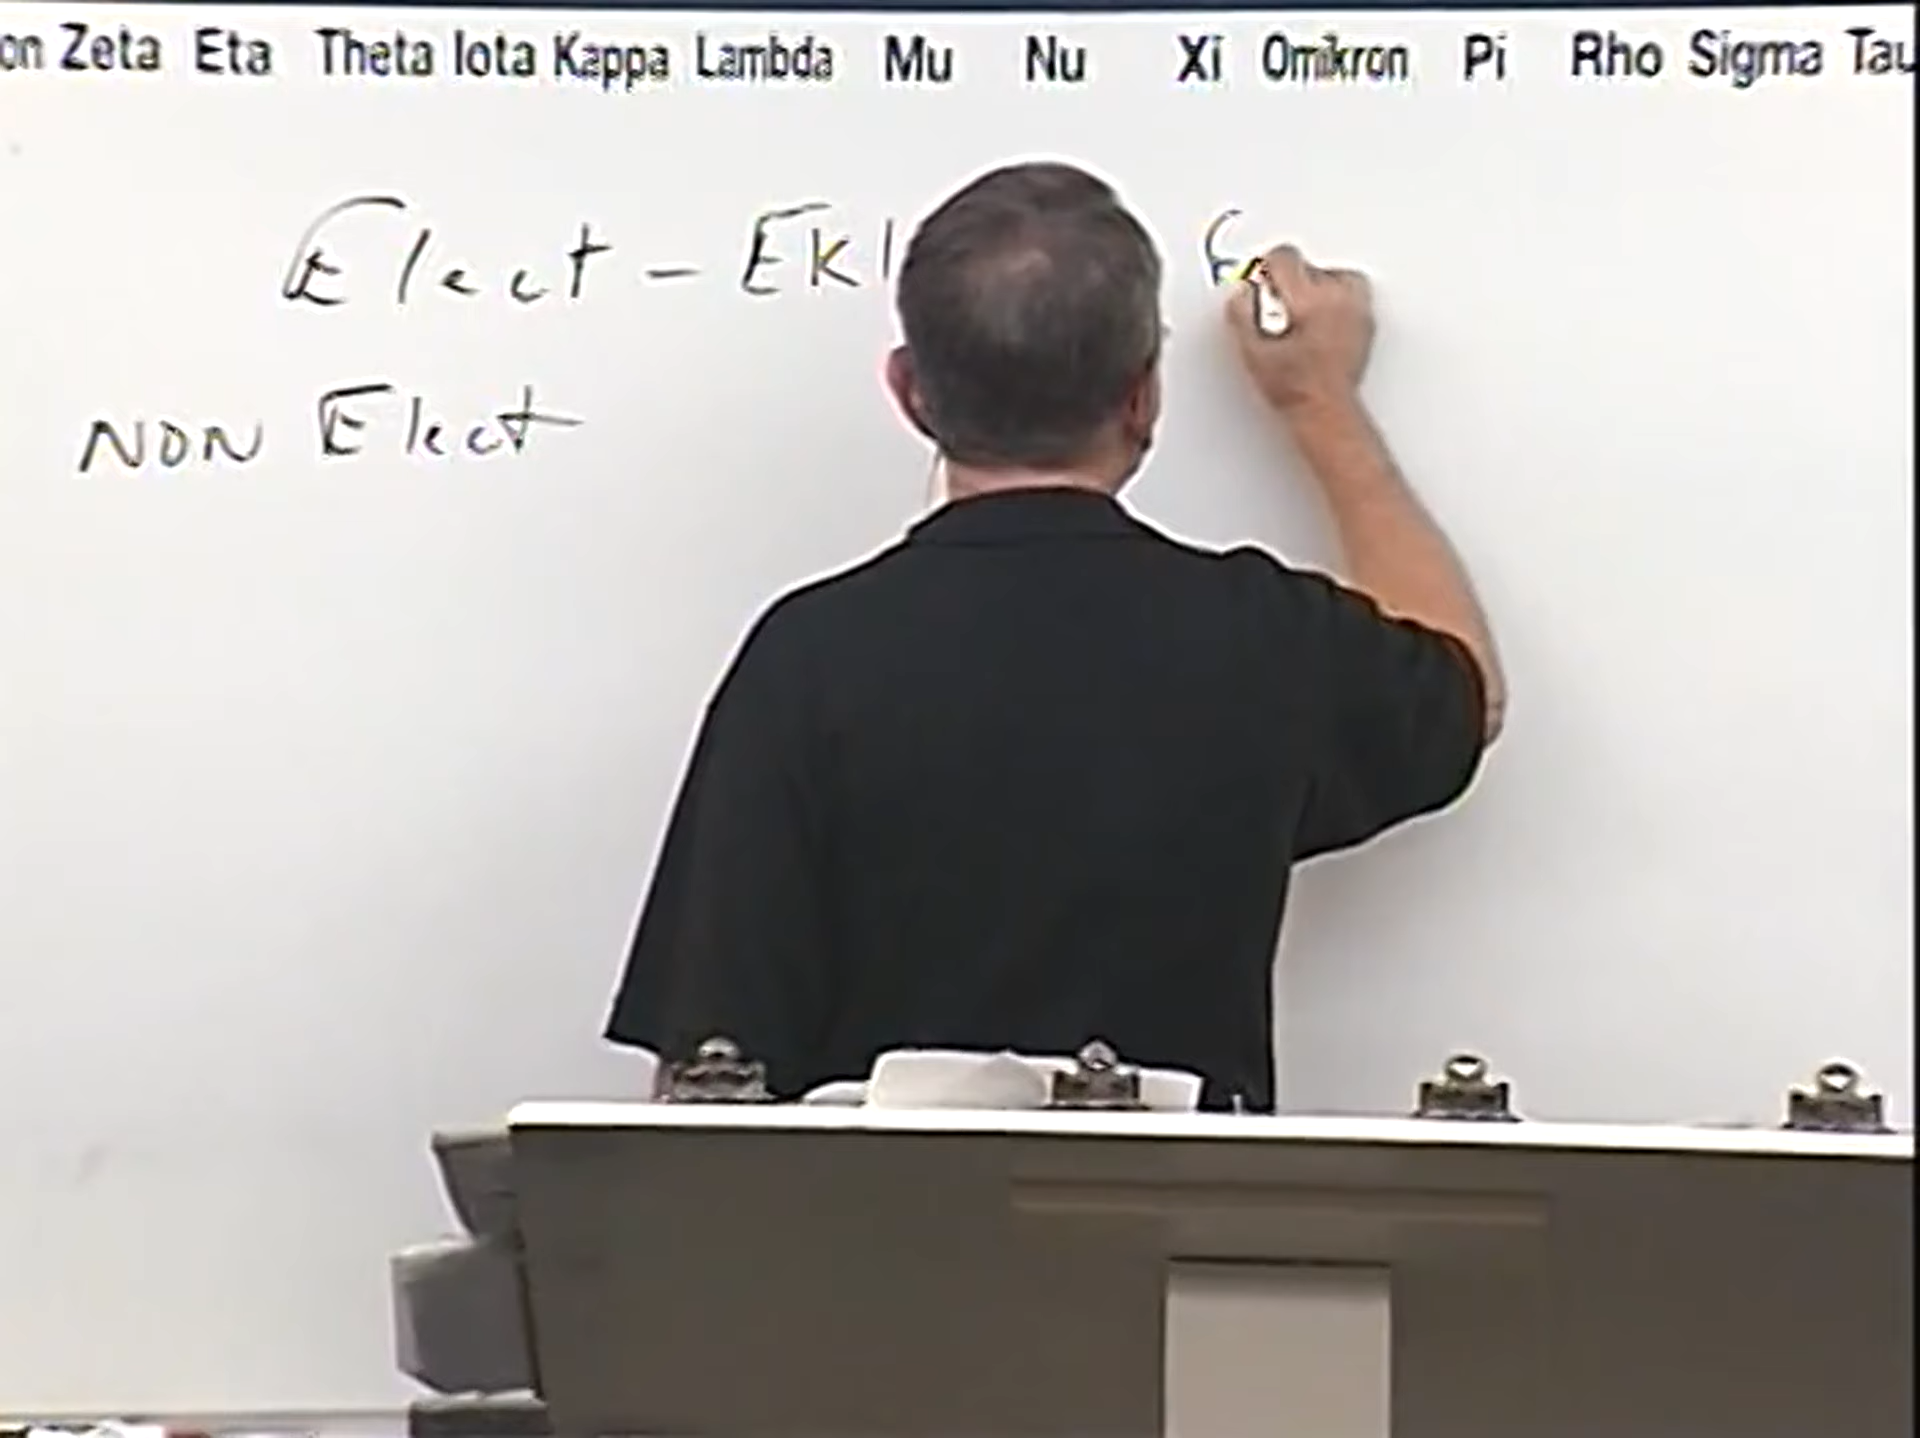 on Zeta Eta Theta Iota Kappa Lambda Mu Nu Xi Omikron Pi Rho Sigma Tau
Elect - EKl
NON Elect